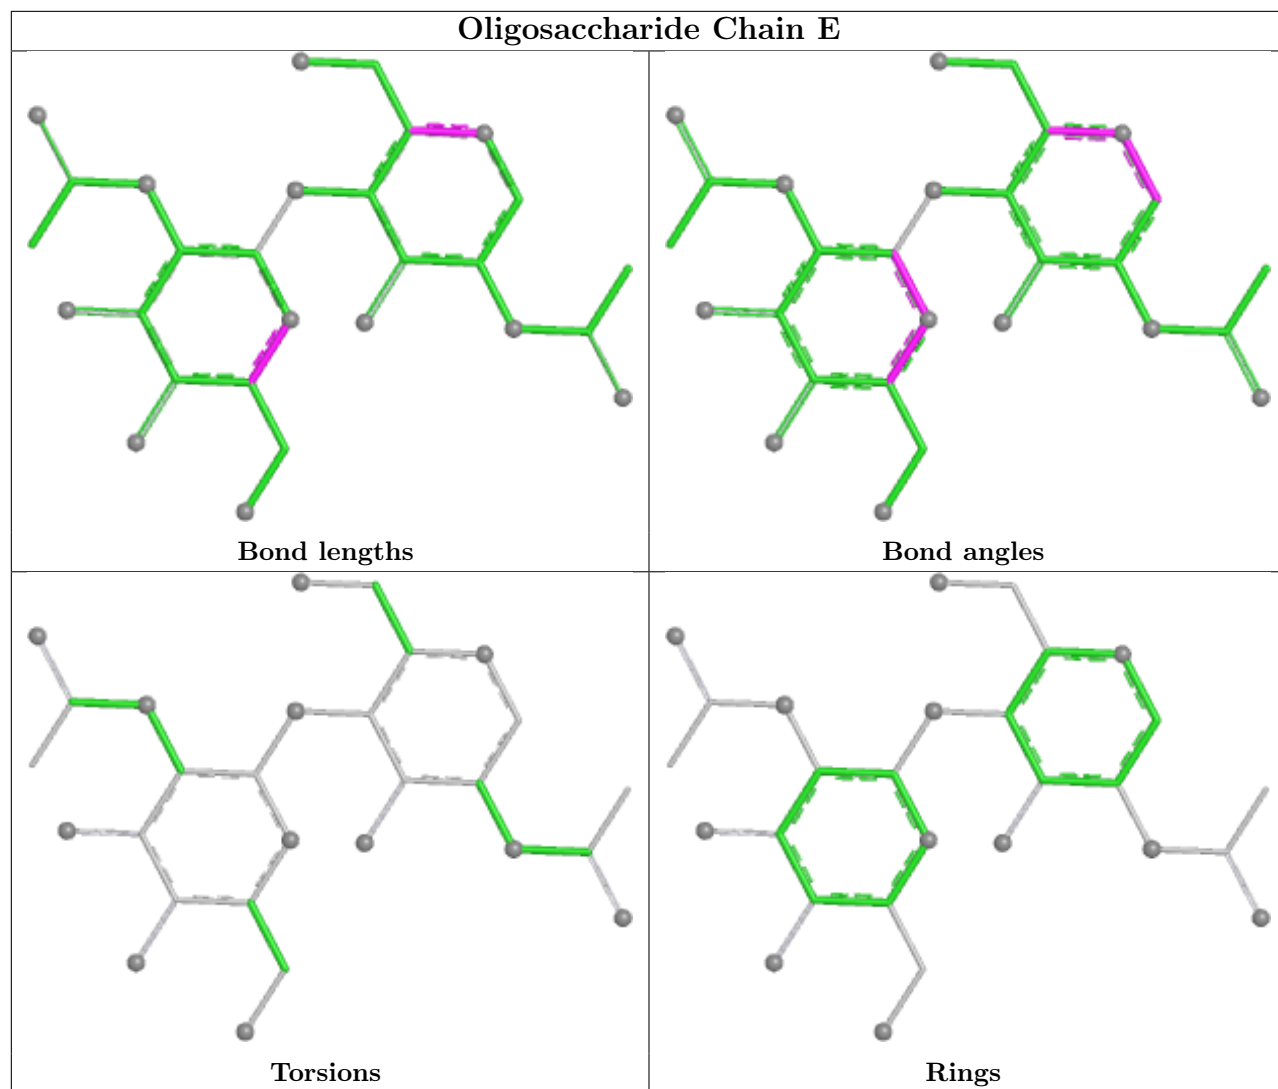 Oligosaccharide Chain E
Bond lengths
Bond angles
Torsions
Rings